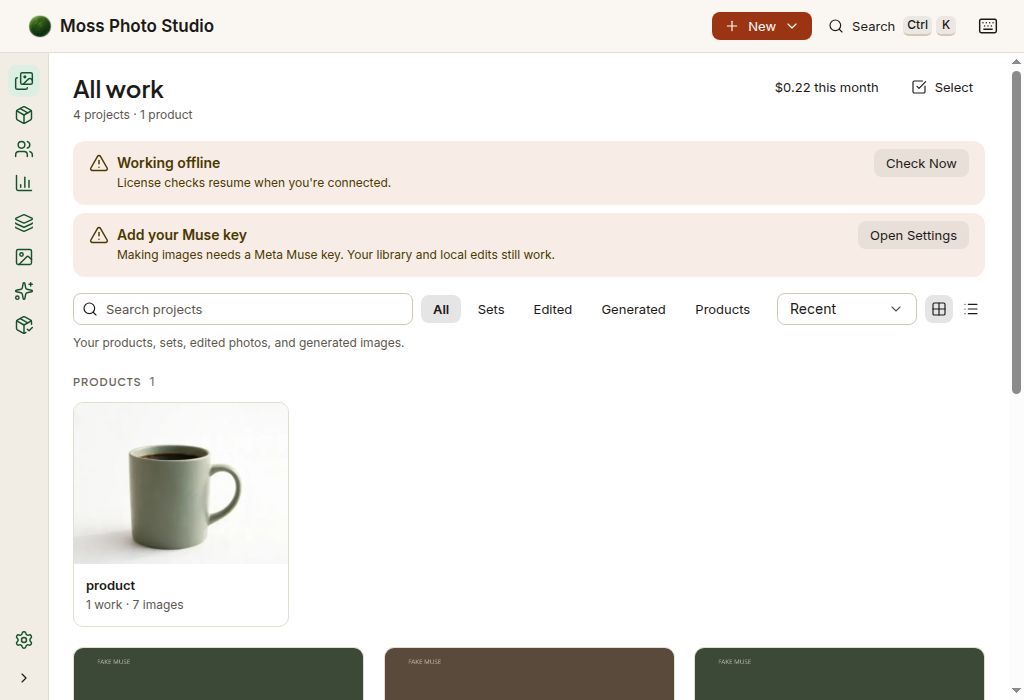 Moss Photo Studio
New
Search Ctrl K
All work
4 projects · 1 product
$0.22 this month
Select
Working offline
License checks resume when you're connected.
Check Now
Add your Muse key
Making images needs a Meta Muse key. Your library and local edits still work.
Open Settings
Search projects
All
Sets
Edited
Generated
Products
Recent
Your products, sets, edited photos, and generated images.
PRODUCTS 1
product
1 work · 7 images
FAKE MUSE
FAKE MUSE
FAKE MUSE